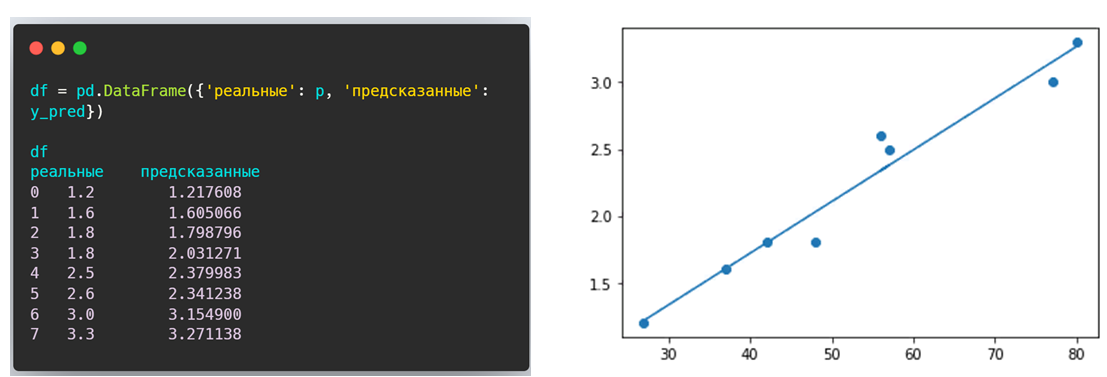 df = pd.DataFrame({'реальные': p, 'предсказанные':
y_pred})
df
реальные предсказанные
0 1.2 1.217608
1 1.6 1.605066
2 1.8 1.798796
3 1.8 2.031271
4 2.5 2.379983
5 2.6 2.341238
6 3.0 3.154900
7 3.3 3.271138
3.0
2.5
2.0
1.5
30 40 50 60 70 80